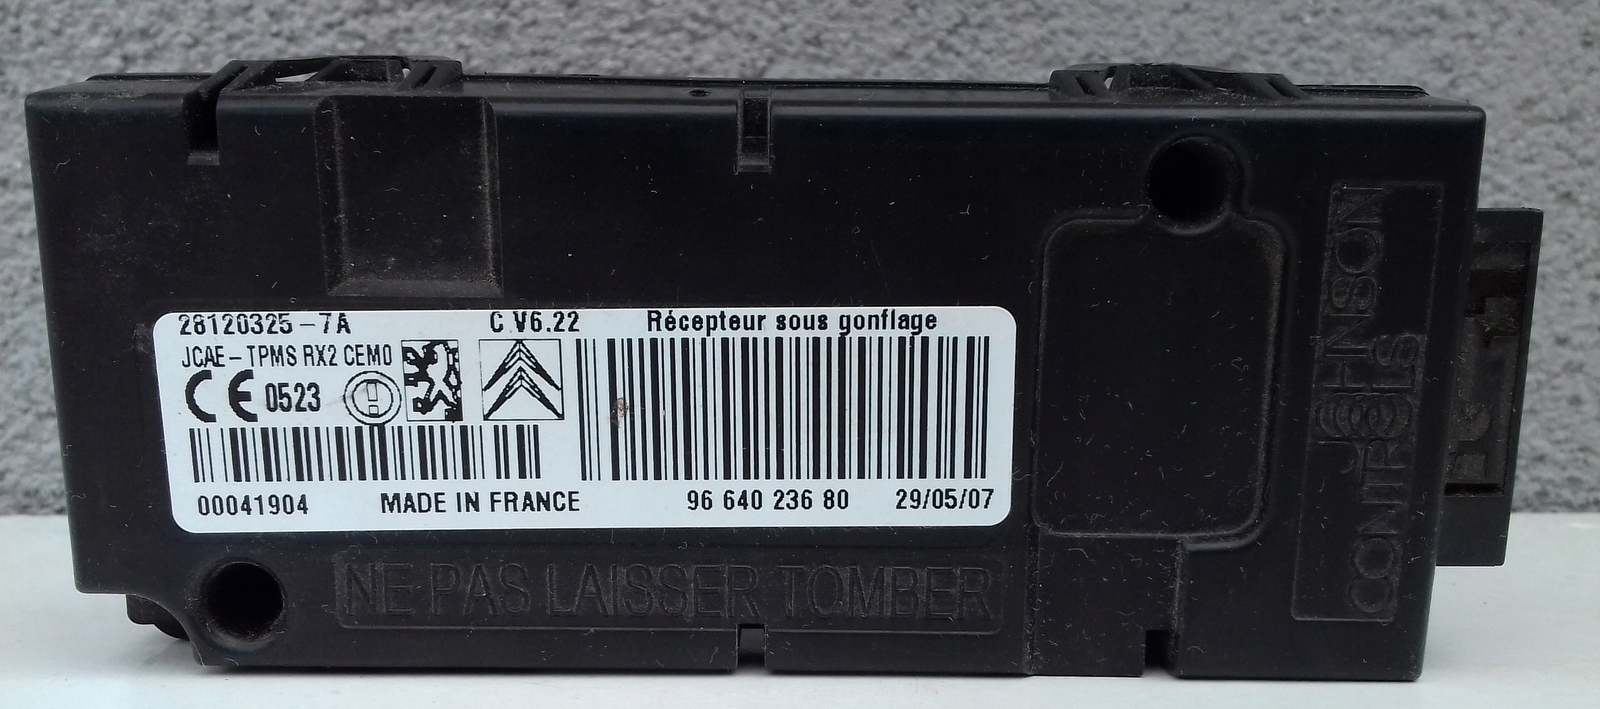 28120325-7A C V6.22 Récepteur sous gonflage
JCAE-TPMS RX2 CEM0
CE 0523
00041904 MADE IN FRANCE 96 640 236 80 29/05/07
NE PAS LAISSER TOMBER
JOHNSON
CONTROLS